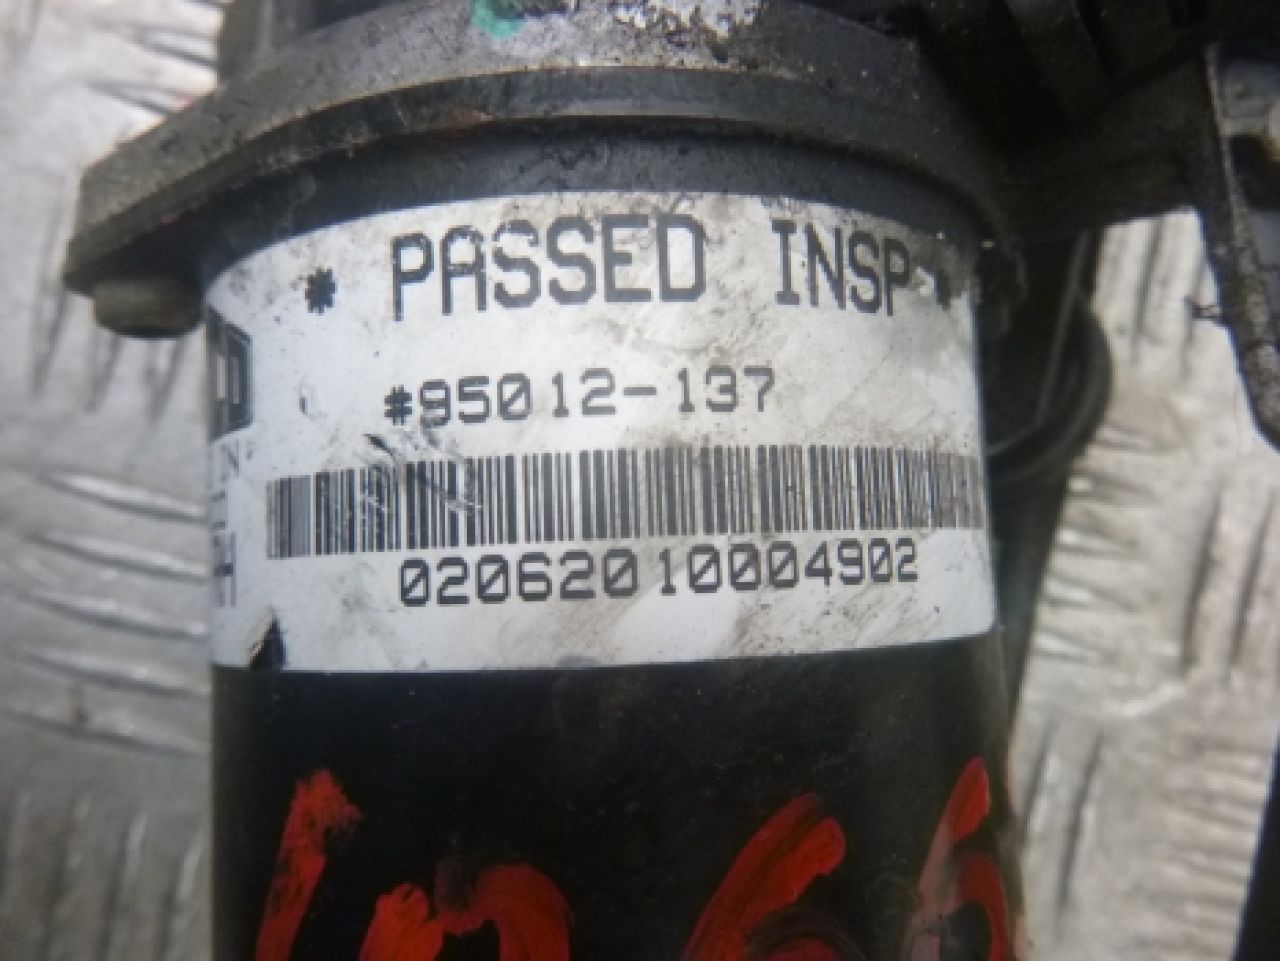 * PASSED INSP *
#95012-137
02062010004902